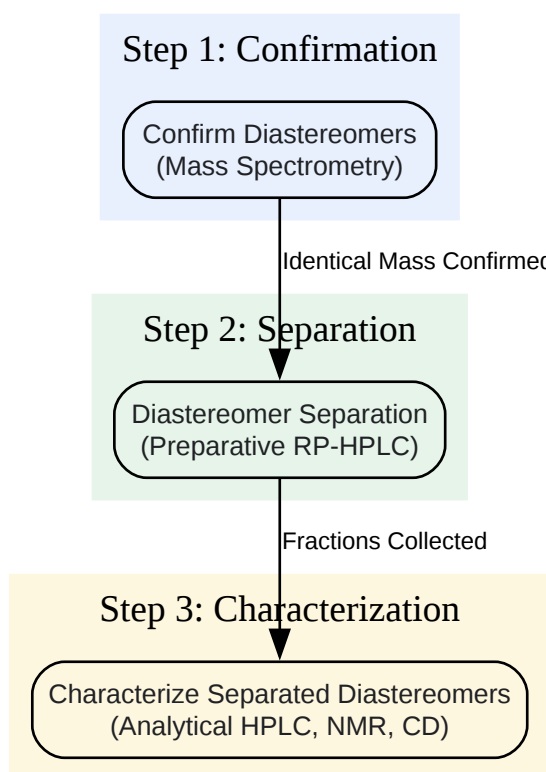 Step 1: Confirmation
Confirm Diastereomers
(Mass Spectrometry)
Identical Mass Confirmed
Step 2: Separation
Diastereomer Separation
(Preparative RP-HPLC)
Fractions Collected
Step 3: Characterization
Characterize Separated Diastereomers
(Analytical HPLC, NMR, CD)